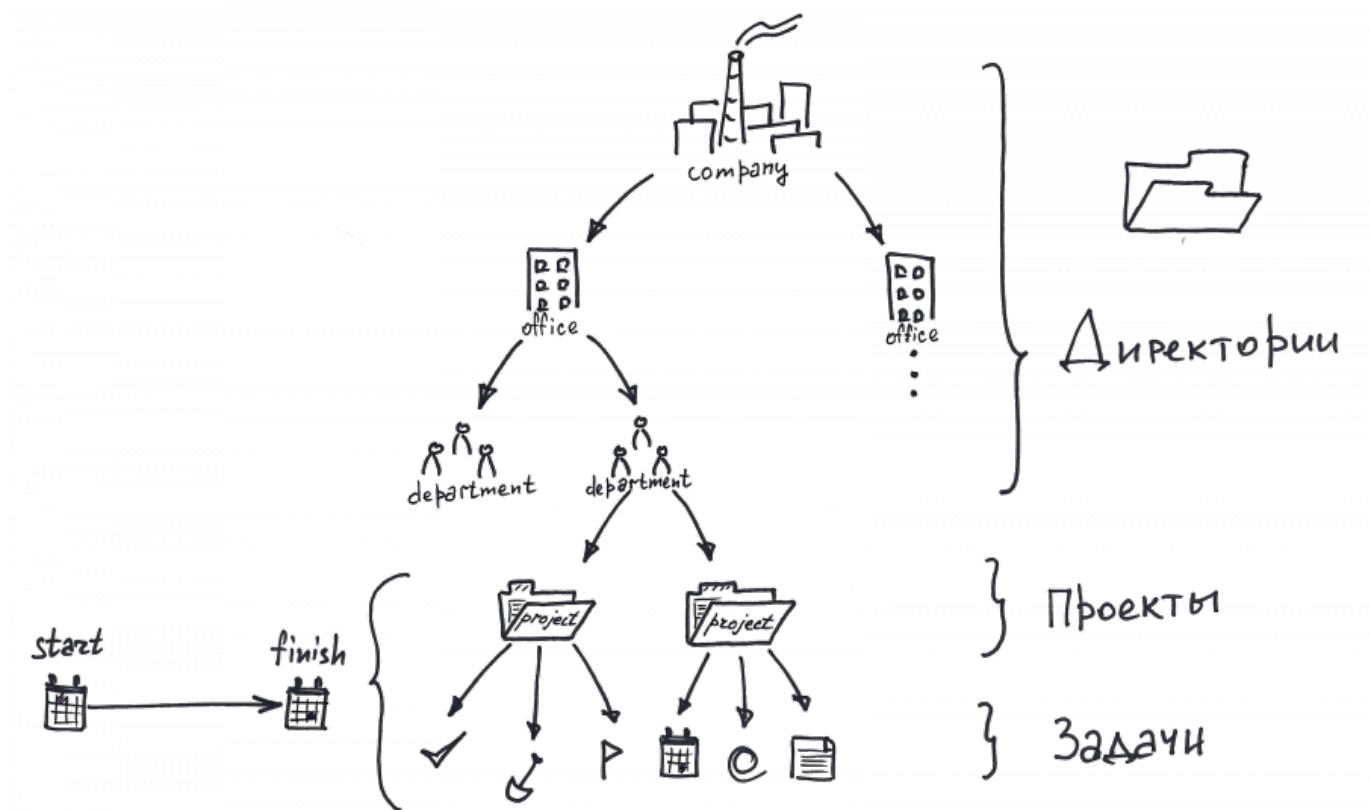 company
office
office
Директории
department
department
project
project
Проекты
start
finish
Задачи